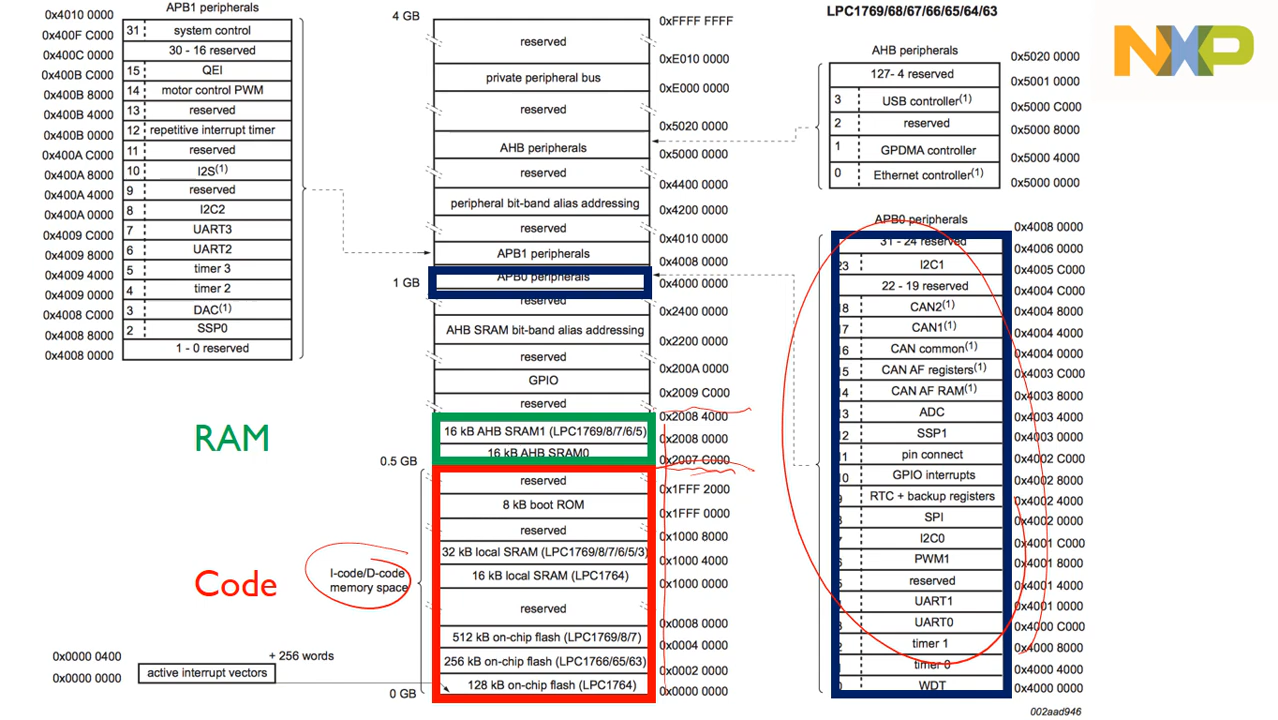 APB1 peripherals
0x4010 0000
31 system control
0x400F C000
30 - 16 reserved
0x400C 0000
15 QEI
0x400B C000
14 motor control PWM
0x400B 8000
13 reserved
0x400B 4000
12 repetitive interrupt timer
0x400B 0000
11 reserved
0x400A C000
10 I2S(1)
0x400A 8000
9 reserved
0x400A 4000
8 I2C2
0x400A 0000
7 UART3
0x4009 C000
6 UART2
0x4009 8000
5 timer 3
0x4009 4000
4 timer 2
0x4009 0000
3 DAC(1)
0x4008 C000
2 SSP0
0x4008 8000
1 - 0 reserved
0x4008 0000
RAM
Code
I-code/D-code
memory space
+ 256 words
0x0000 0400
active interrupt vectors
0x0000 0000
4 GB
0xFFFF FFFF
reserved
0xE010 0000
private peripheral bus
0xE000 0000
reserved
0x5020 0000
AHB peripherals
0x5000 0000
reserved
0x4400 0000
peripheral bit-band alias addressing
0x4200 0000
reserved
0x4010 0000
APB1 peripherals
0x4008 0000
APB0 peripherals
1 GB
0x4000 0000
reserved
0x2400 0000
AHB SRAM bit-band alias addressing
0x2200 0000
reserved
0x200A 0000
GPIO
0x2009 C000
reserved
0x2008 4000
16 kB AHB SRAM1 (LPC1769/8/7/6/5)
0x2008 0000
16 kB AHB SRAM0
0.5 GB
0x2007 C000
reserved
0x1FFF 2000
8 kB boot ROM
0x1FFF 0000
reserved
0x1000 8000
32 kB local SRAM (LPC1769/8/7/6/5/3)
0x1000 4000
16 kB local SRAM (LPC1764)
0x1000 0000
reserved
0x0008 0000
512 kB on-chip flash (LPC1769/8/7)
0x0004 0000
256 kB on-chip flash (LPC1766/65/63)
0x0002 0000
128 kB on-chip flash (LPC1764)
0 GB
0x0000 0000
LPC1769/68/67/66/65/64/63
NXP
AHB peripherals
0x5020 0000
127- 4 reserved
0x5001 0000
3 USB controller(1)
0x5000 C000
2 reserved
0x5000 8000
1 GPDMA controller
0x5000 4000
0 Ethernet controller(1)
0x5000 0000
APB0 peripherals
0x4008 0000
31 - 24 reserved
0x4006 0000
23 I2C1
0x4005 C000
22 - 19 reserved
0x4004 C000
18 CAN2(1)
0x4004 8000
17 CAN1(1)
0x4004 4000
16 CAN common(1)
0x4004 0000
15 CAN AF registers(1)
0x4003 C000
14 CAN AF RAM(1)
0x4003 8000
13 ADC
0x4003 4000
12 SSP1
0x4003 0000
11 pin connect
0x4002 C000
10 GPIO interrupts
0x4002 8000
9 RTC + backup registers
0x4002 4000
8 SPI
0x4002 0000
I2C0
0x4001 C000
PWM1
0x4001 8000
reserved
0x4001 4000
UART1
0x4001 0000
UART0
0x4000 C000
timer 1
0x4000 8000
timer 0
0x4000 4000
WDT
0x4000 0000
002aad946